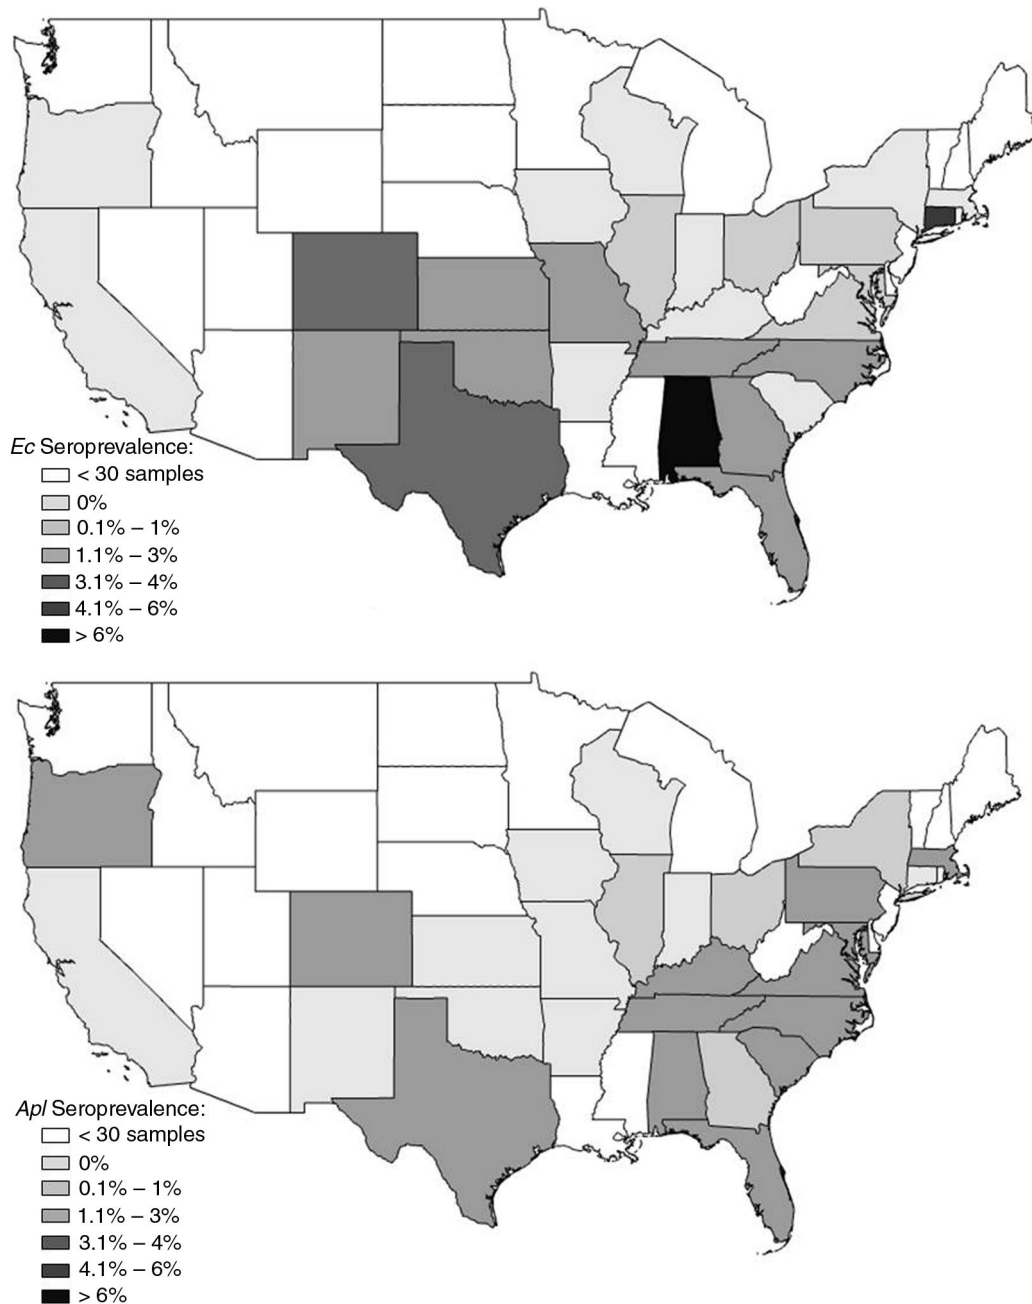 Ec Seroprevalence:
< 30 samples
0%
0.1% – 1%
1.1% – 3%
3.1% – 4%
4.1% – 6%
> 6%
Apl Seroprevalence:
< 30 samples
0%
0.1% – 1%
1.1% – 3%
3.1% – 4%
4.1% – 6%
> 6%